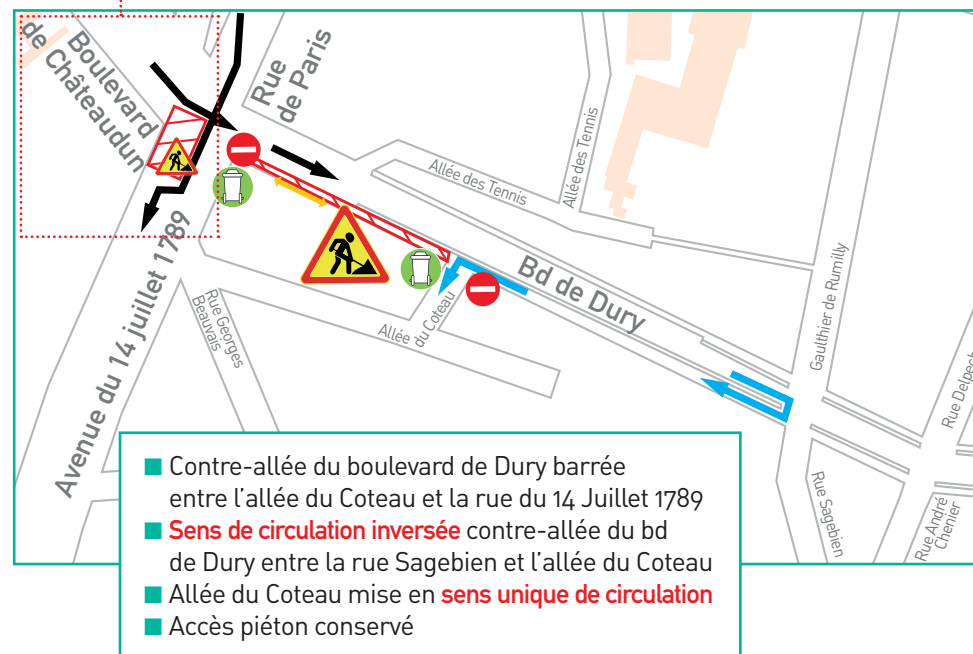 Boulevard
de Châteaudun
Rue
de Paris
Allée des Tennis
Allée des Tennis
Avenue du 14 juillet 1789
Rue Georges
Beauvais
Allée du Coteau
Bd de Dury
Gaulthier de Rumilly
Rue Delpech
Rue Sagebien
Rue André
Chenier
Contre-allée du boulevard de Dury barrée
entre l’allée du Coteau et la rue du 14 Juillet 1789
Sens de circulation inversée contre-allée du bd
de Dury entre la rue Sagebien et l’allée du Coteau
Allée du Coteau mise en sens unique de circulation
Accès piéton conservé